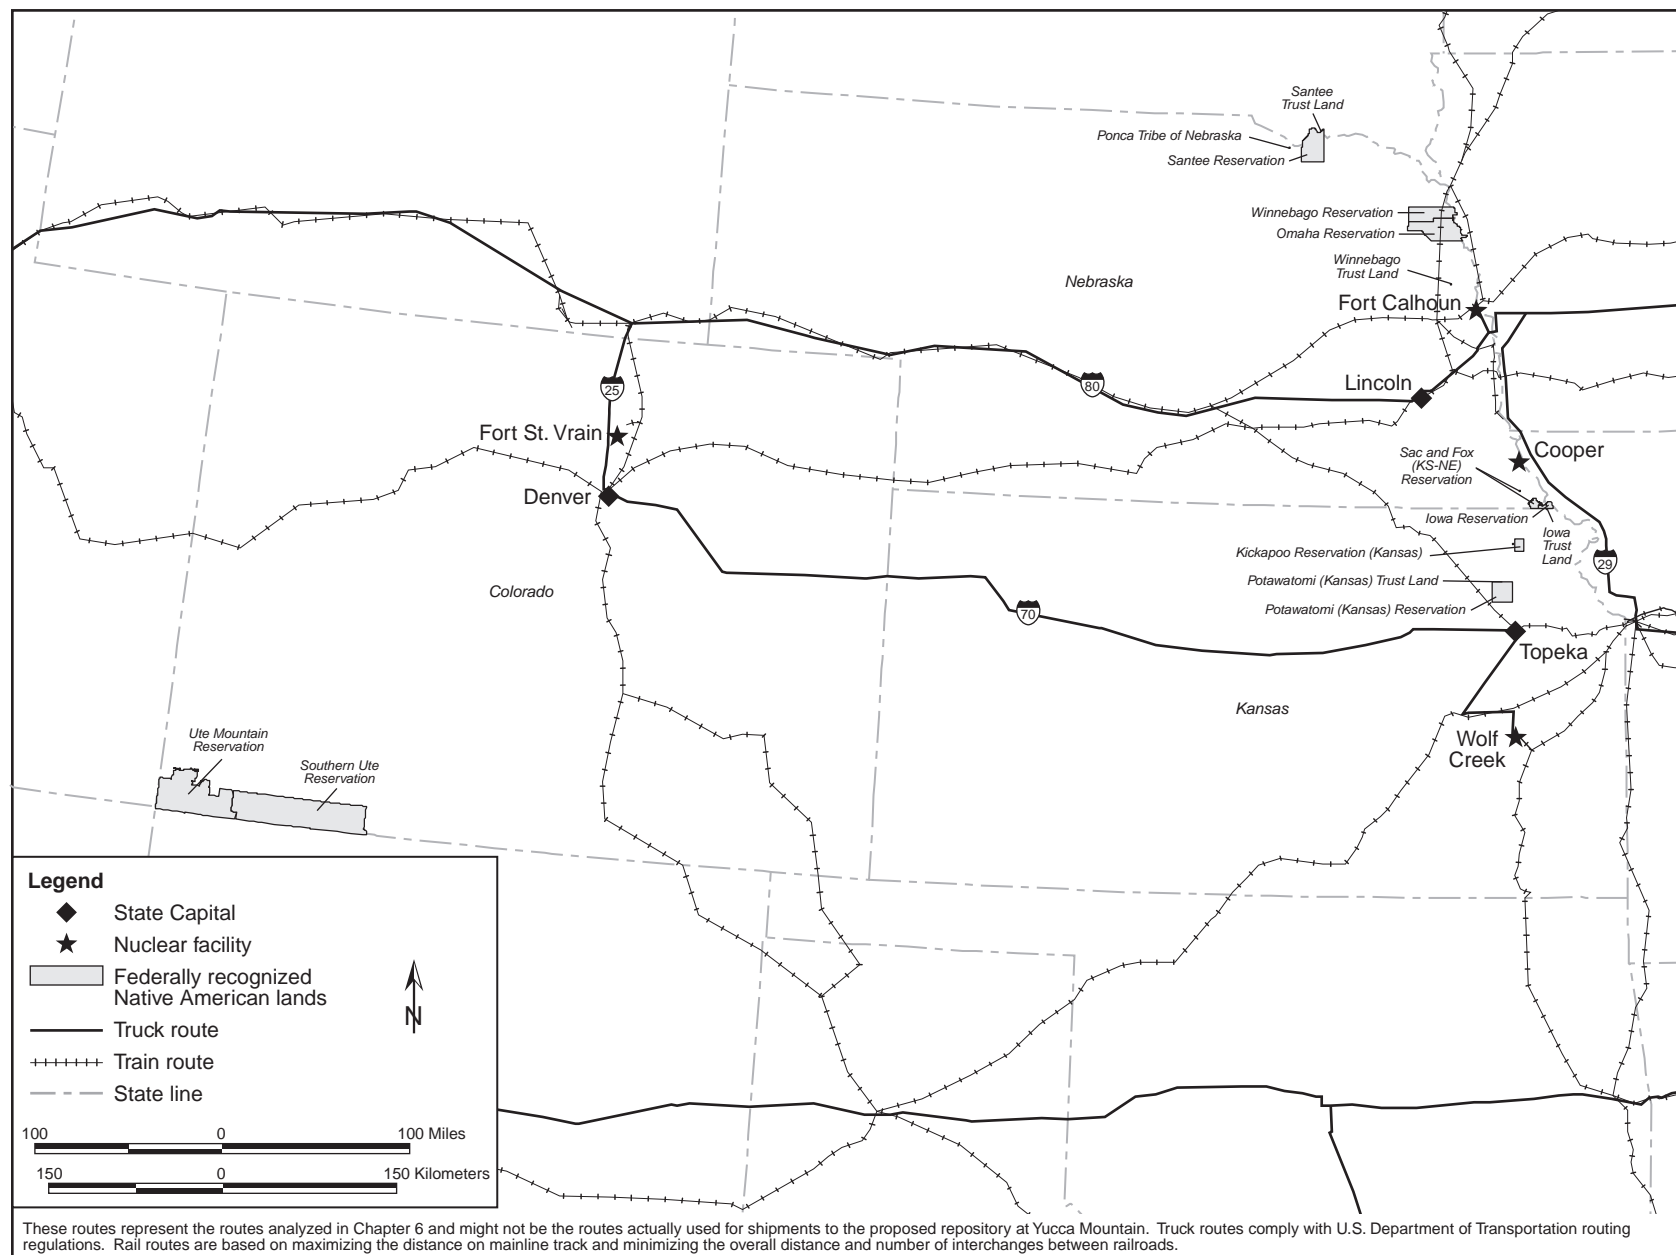 Santee
Trust Land
Ponca Tribe of Nebraska
Santee Reservation
Winnebago Reservation
Omaha Reservation
Winnebago
Trust Land
Nebraska
Fort Calhoun
25
80
Lincoln
Fort St. Vrain
Cooper
Sac and Fox
(KS-NE)
Reservation
Denver
Iowa Reservation
Iowa
Trust
Land
Kickapoo Reservation (Kansas)
29
Potawatomi (Kansas) Trust Land
Colorado
Potawatomi (Kansas) Reservation
70
Topeka
Kansas
Wolf
Creek
Ute Mountain
Reservation
Southern Ute
Reservation
Legend
State Capital
Nuclear facility
Federally recognized
Native American lands
N
Truck route
Train route
State line
100 0 100 Miles
150 0 150 Kilometers
These routes represent the routes analyzed in Chapter 6 and might not be the routes actually used for shipments to the proposed repository at Yucca Mountain. Truck routes comply with U.S. Department of Transportation routing
regulations. Rail routes are based on maximizing the distance on mainline track and minimizing the overall distance and number of interchanges between railroads.